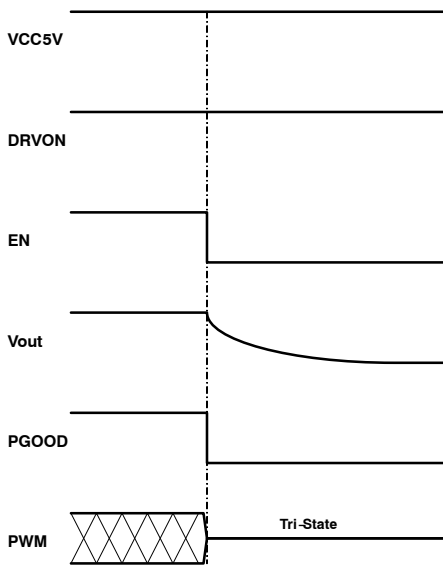 VCC5V
DRVON
EN
Vout
PGOOD
Tri-State
PWM